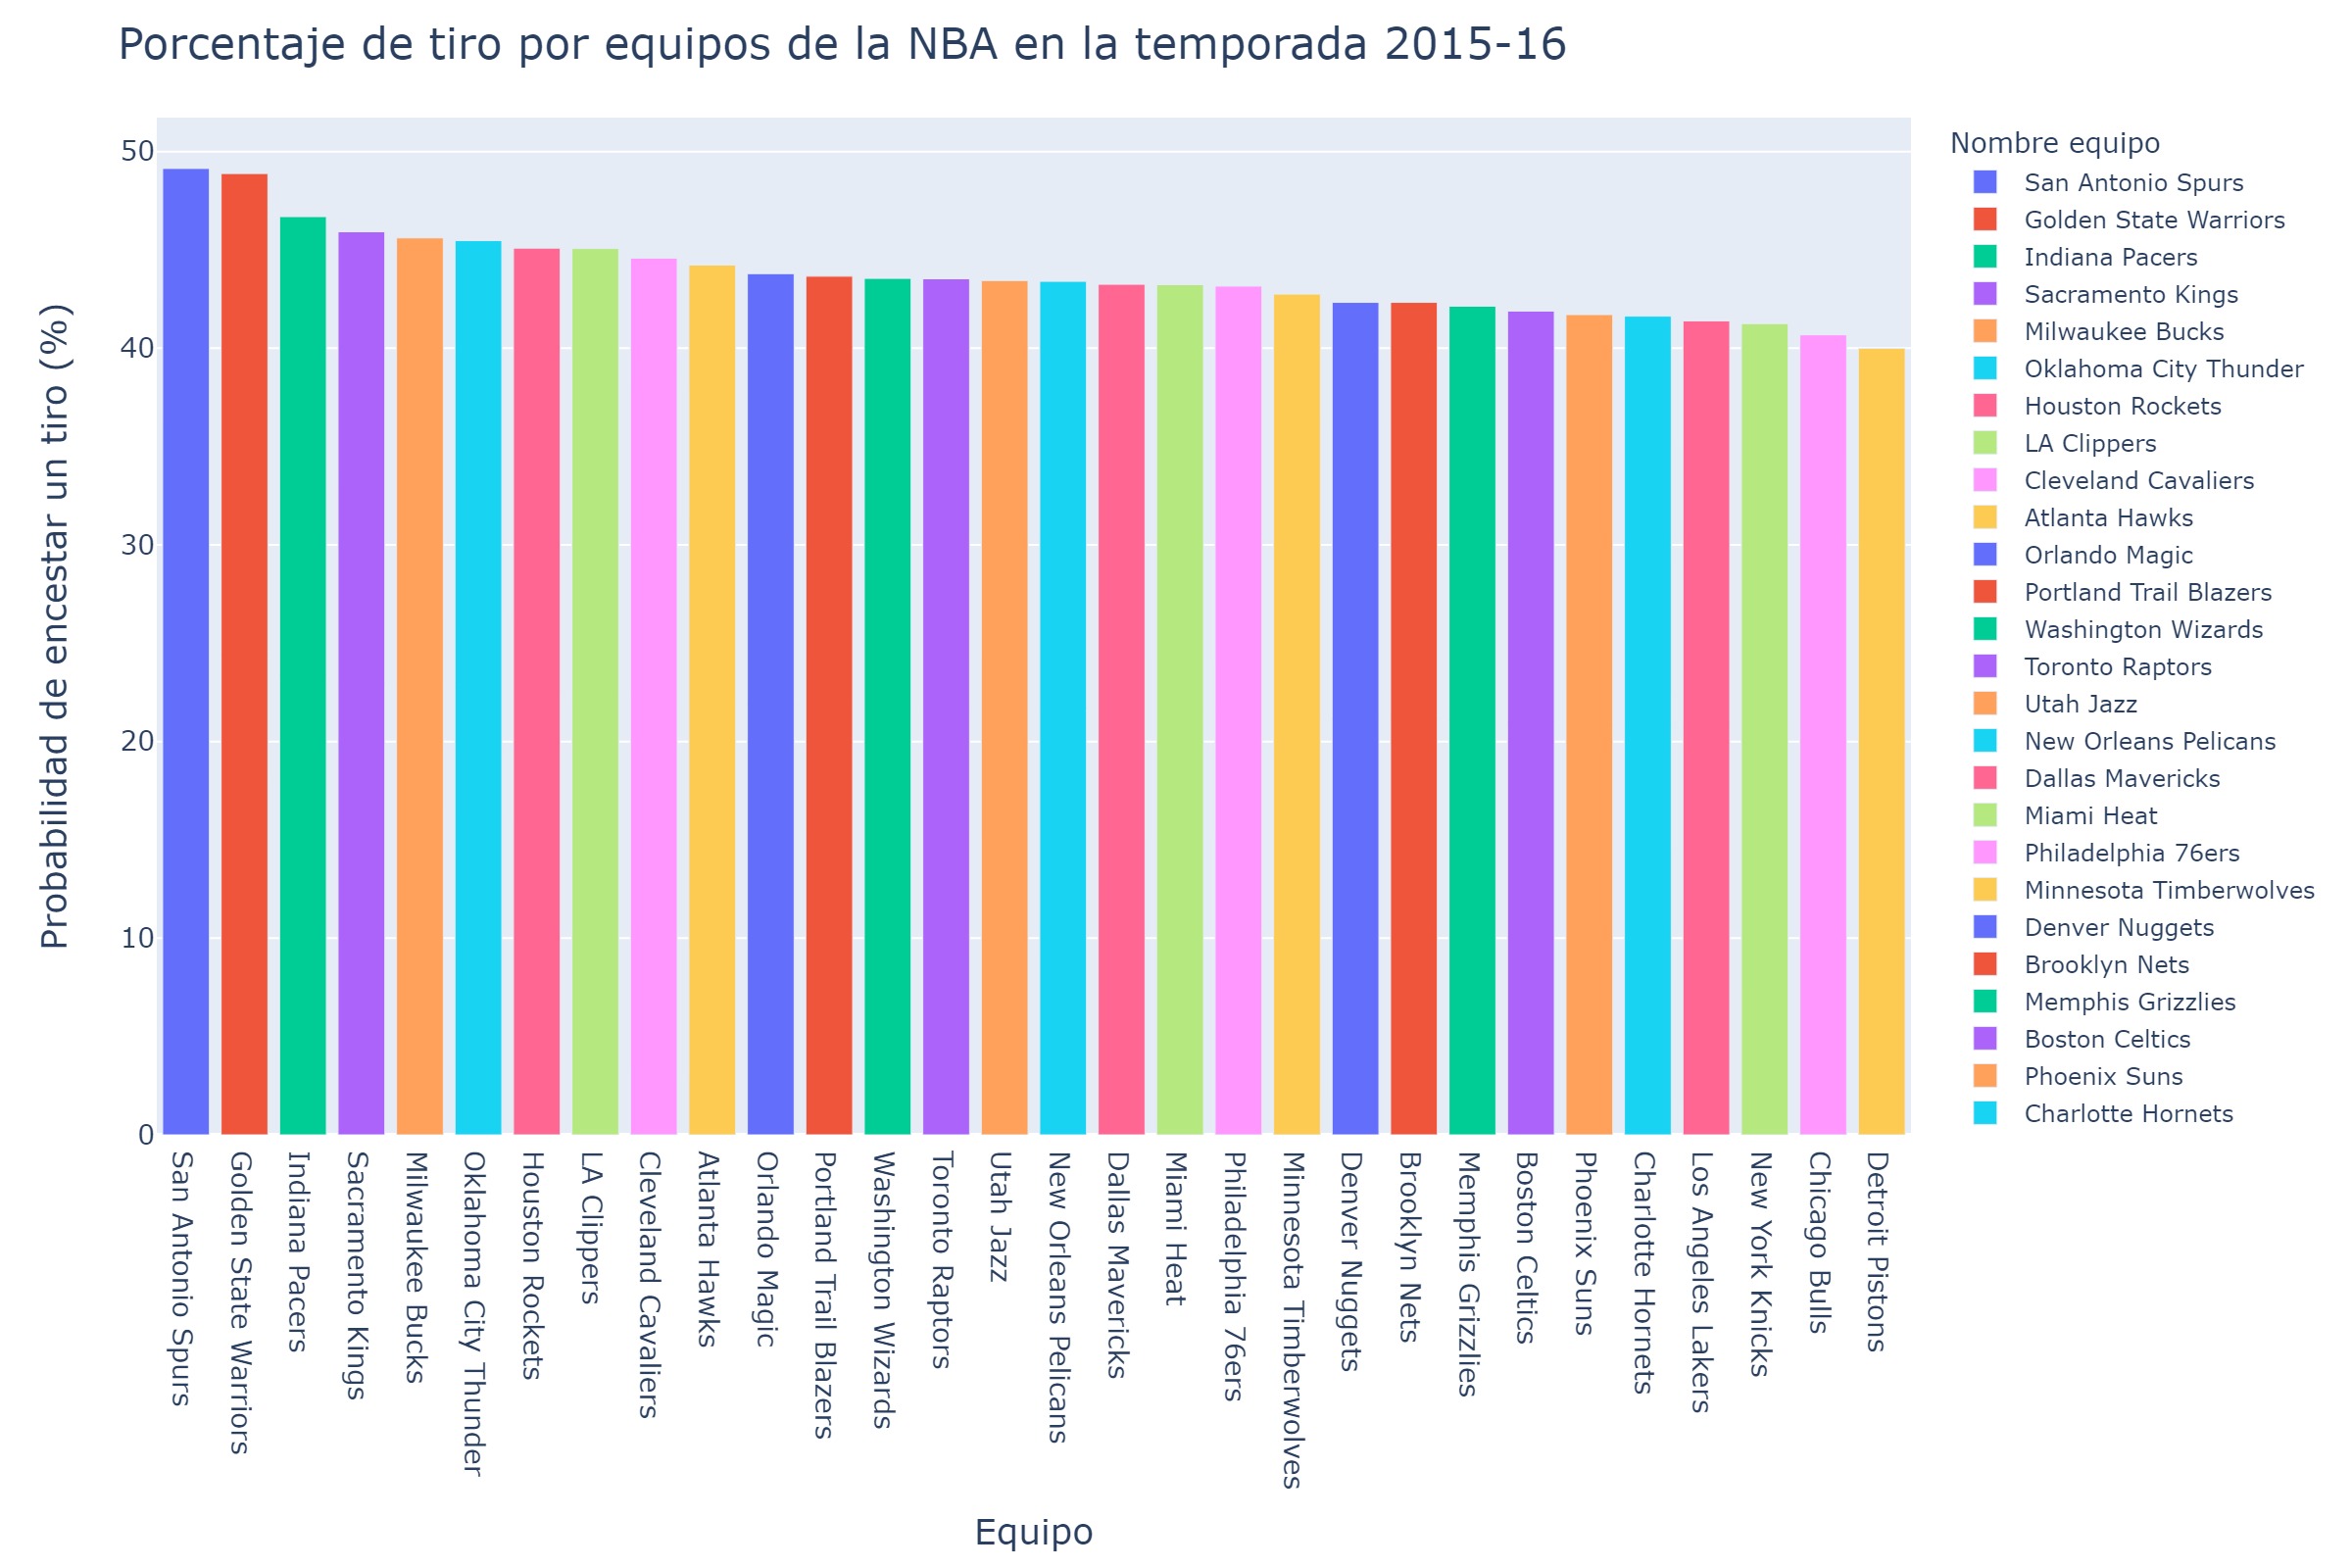 Porcentaje de tiro por equipos de la NBA en la temporada 2015-16
Probabilidad de encestar un tiro (%)
50
40
30
20
10
0
San Antonio Spurs
Golden State Warriors
Indiana Pacers
Sacramento Kings
Milwaukee Bucks
Oklahoma City Thunder
Houston Rockets
LA Clippers
Cleveland Cavaliers
Atlanta Hawks
Orlando Magic
Portland Trail Blazers
Washington Wizards
Toronto Raptors
Utah Jazz
New Orleans Pelicans
Dallas Mavericks
Miami Heat
Philadelphia 76ers
Minnesota Timberwolves
Denver Nuggets
Brooklyn Nets
Memphis Grizzlies
Boston Celtics
Phoenix Suns
Charlotte Hornets
Los Angeles Lakers
New York Knicks
Chicago Bulls
Detroit Pistons
Equipo
Nombre equipo
San Antonio Spurs
Golden State Warriors
Indiana Pacers
Sacramento Kings
Milwaukee Bucks
Oklahoma City Thunder
Houston Rockets
LA Clippers
Cleveland Cavaliers
Atlanta Hawks
Orlando Magic
Portland Trail Blazers
Washington Wizards
Toronto Raptors
Utah Jazz
New Orleans Pelicans
Dallas Mavericks
Miami Heat
Philadelphia 76ers
Minnesota Timberwolves
Denver Nuggets
Brooklyn Nets
Memphis Grizzlies
Boston Celtics
Phoenix Suns
Charlotte Hornets